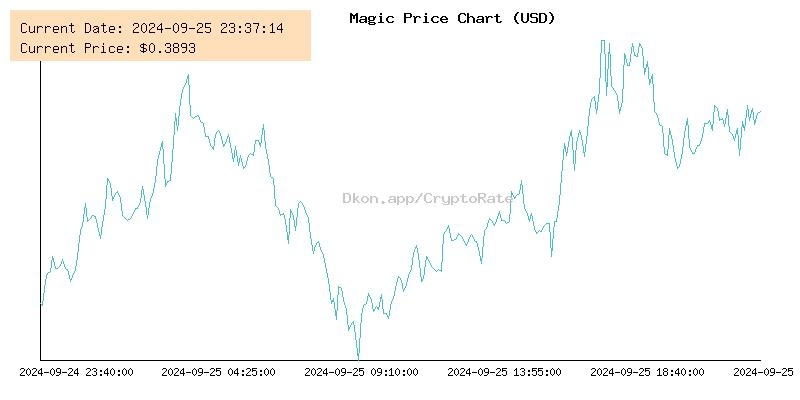 Magic Price Chart (USD)
Current Date: 2024-09-25 23:37:14
Current Price: $0.3893
Dkon.app/CryptoRate
2024-09-24 23:40:00
2024-09-25 04:25:00
2024-09-25 09:10:00
2024-09-25 13:55:00
2024-09-25 18:40:00
2024-09-25